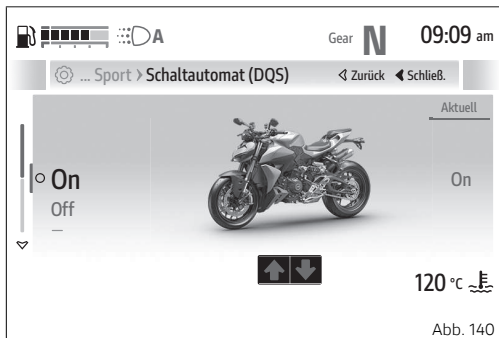 A Gear N 09:09 am
... Sport > Schaltautomat (DQS) Zurück Schließ.
Aktuell
On On
Off
–
120 °C
Abb. 140